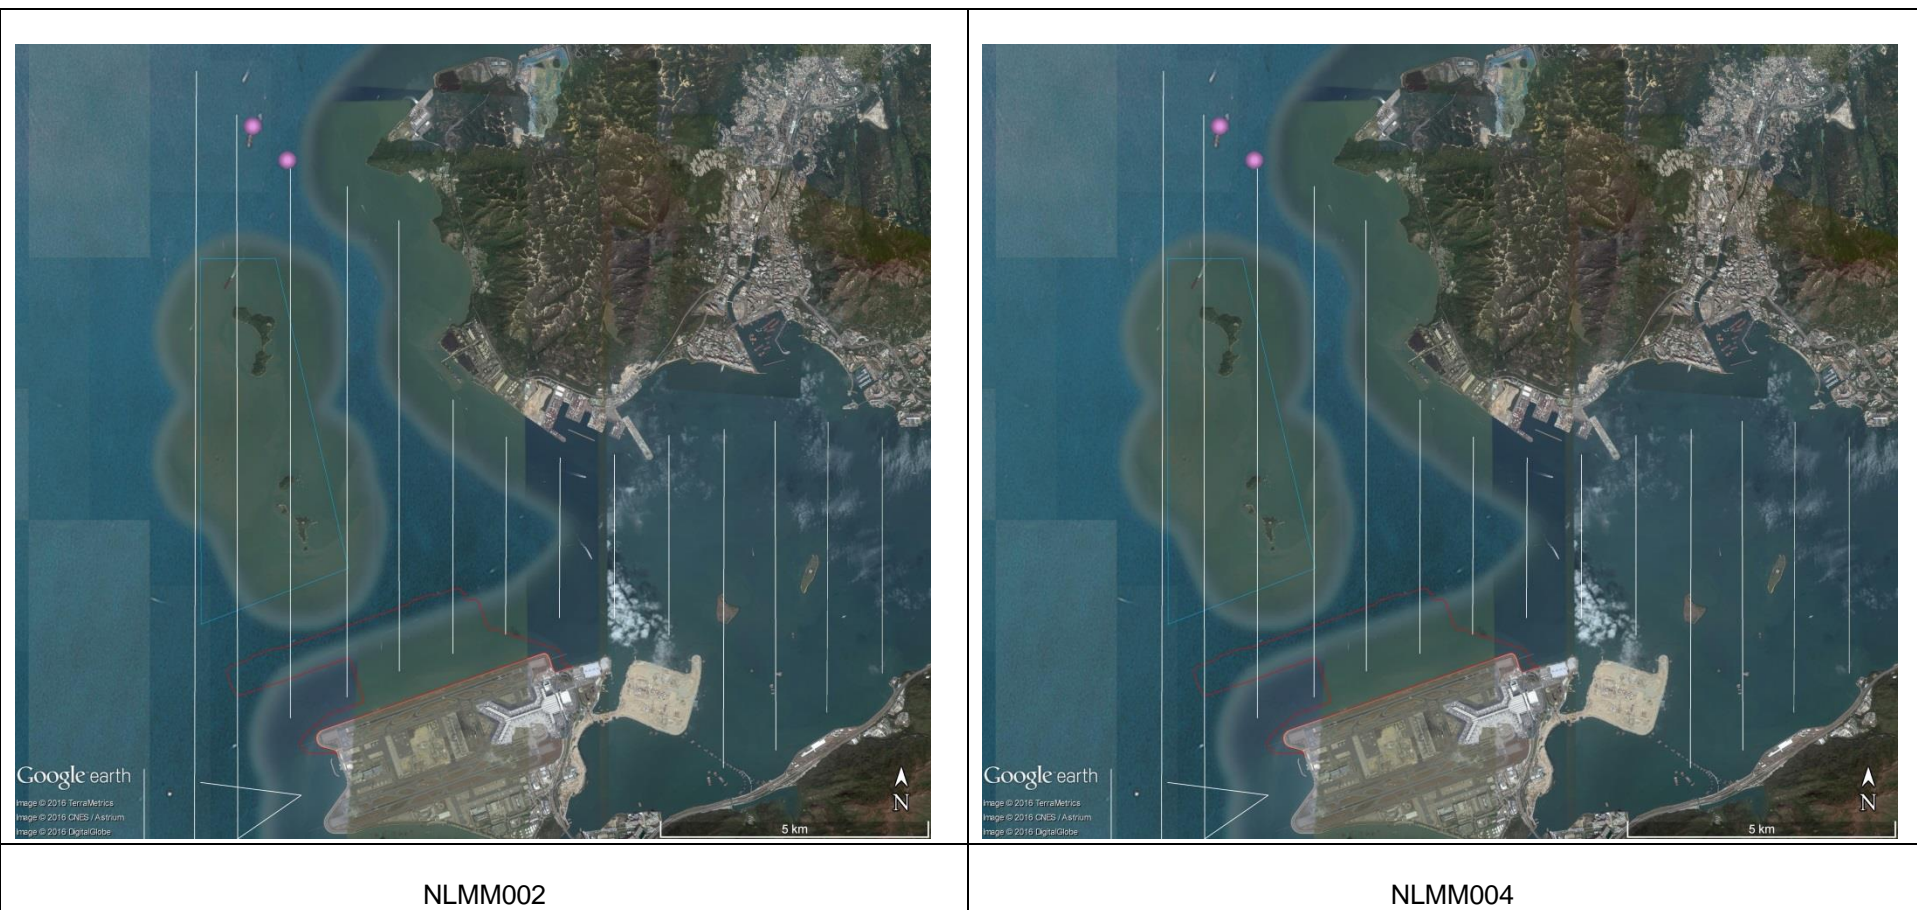 Google earth
Image © 2016 TerraMetrics
Image © 2016 CNES / Astrium
Image © 2016 DigitalGlobe
N
5 km
Google earth
Image © 2016 TerraMetrics
Image © 2016 CNES / Astrium
Image © 2016 DigitalGlobe
N
5 km
NLMM002
NLMM004